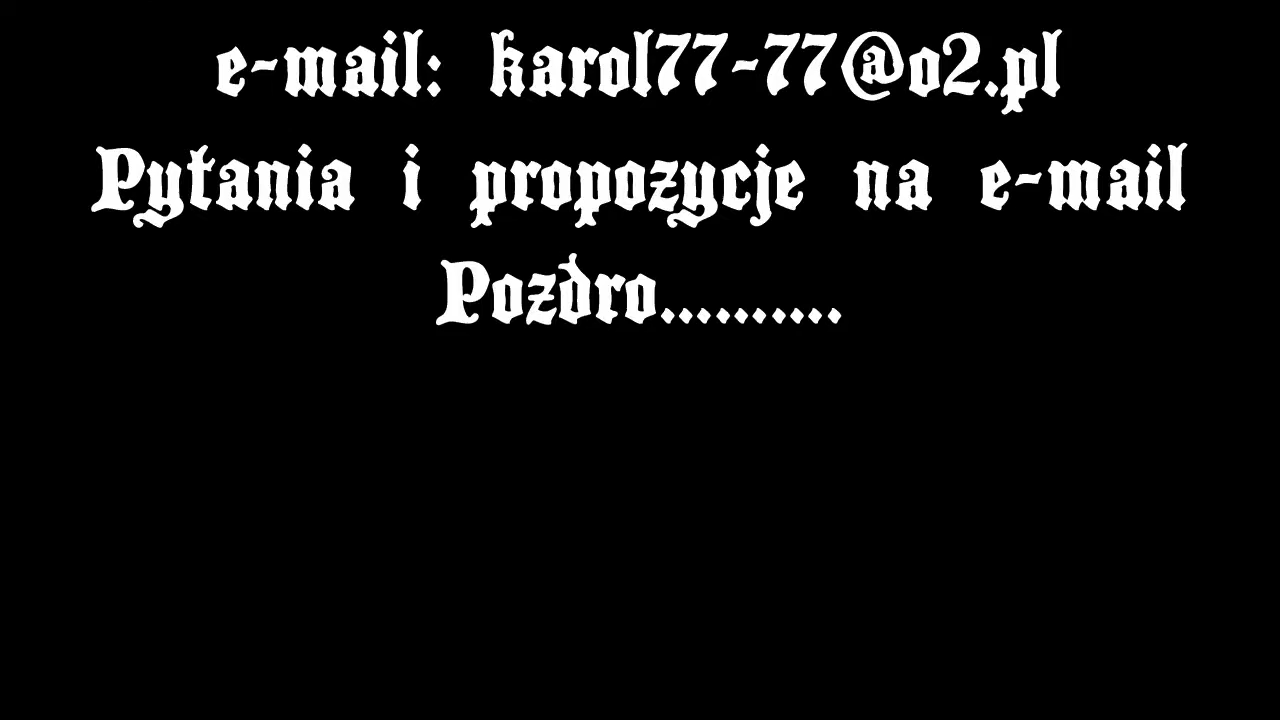 e-mail: karol77-77@o2.pl
Pytania i propozycje na e-mail
Pozdro..........